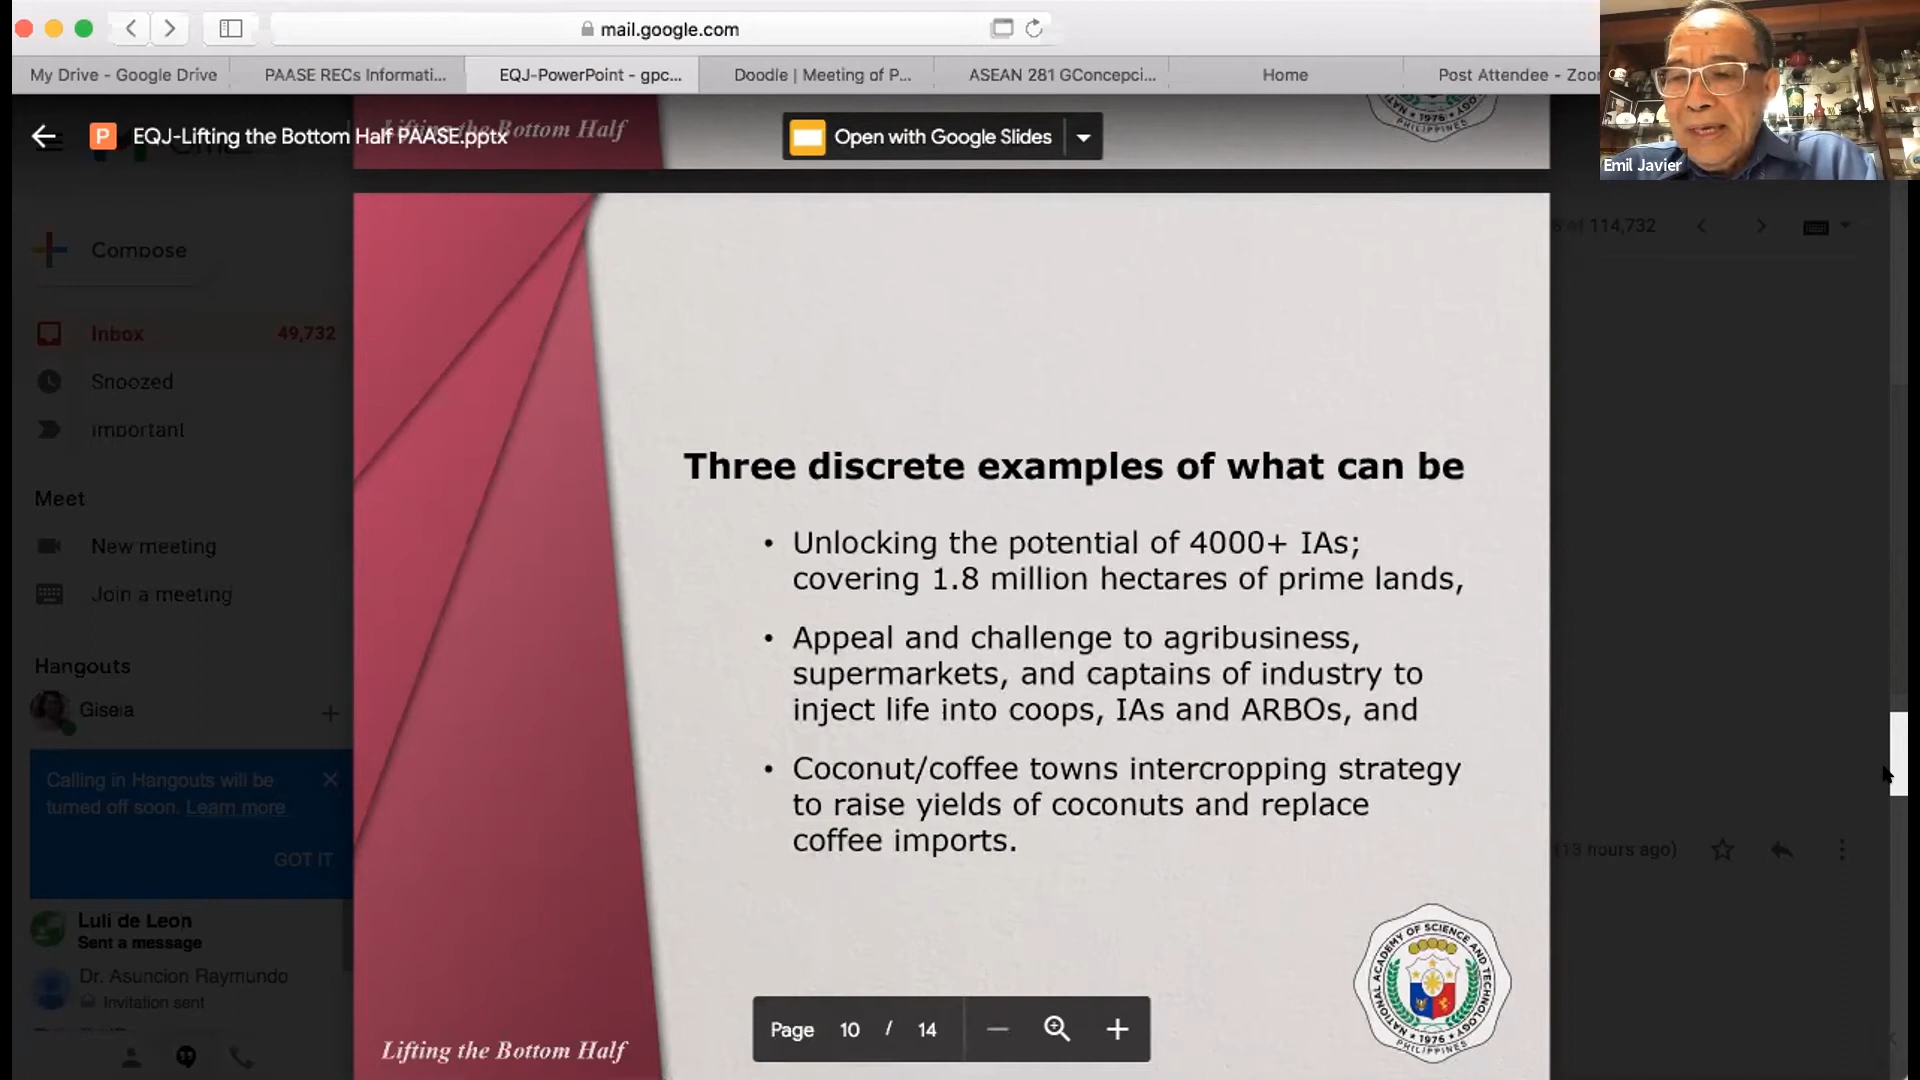 mail.google.com
My Drive - Google Drive
PAASE RECs Informati...
EQJ-PowerPoint - gpc...
Doodle | Meeting of P...
ASEAN 281 GConcepci...
Home
Post Attendee - Zoo
Emil Javier
EQJ-Lifting the Bottom Half PAASE.pptx
Lifting the Bottom Half
Open with Google Slides
1976
PHILIPPINES
114,732
Compose
Inbox 49,732
Snoozed
Important
Meet
New meeting
Join a meeting
Hangouts
Gisela
Calling in Hangouts will be
turned off soon. Learn more
GOT IT
Luli de Leon
Sent a message
Dr. Asuncion Raymundo
Invitation sent
Three discrete examples of what can be
• Unlocking the potential of 4000+ IAs;
covering 1.8 million hectares of prime lands,
• Appeal and challenge to agribusiness,
supermarkets, and captains of industry to
inject life into coops, IAs and ARBOs, and
• Coconut/coffee towns intercropping strategy
to raise yields of coconuts and replace
coffee imports.
(13 hours ago)
NATIONAL ACADEMY OF SCIENCE AND TECHNOLOGY
1976
PHILIPPINES
Lifting the Bottom Half
Page 10 / 14